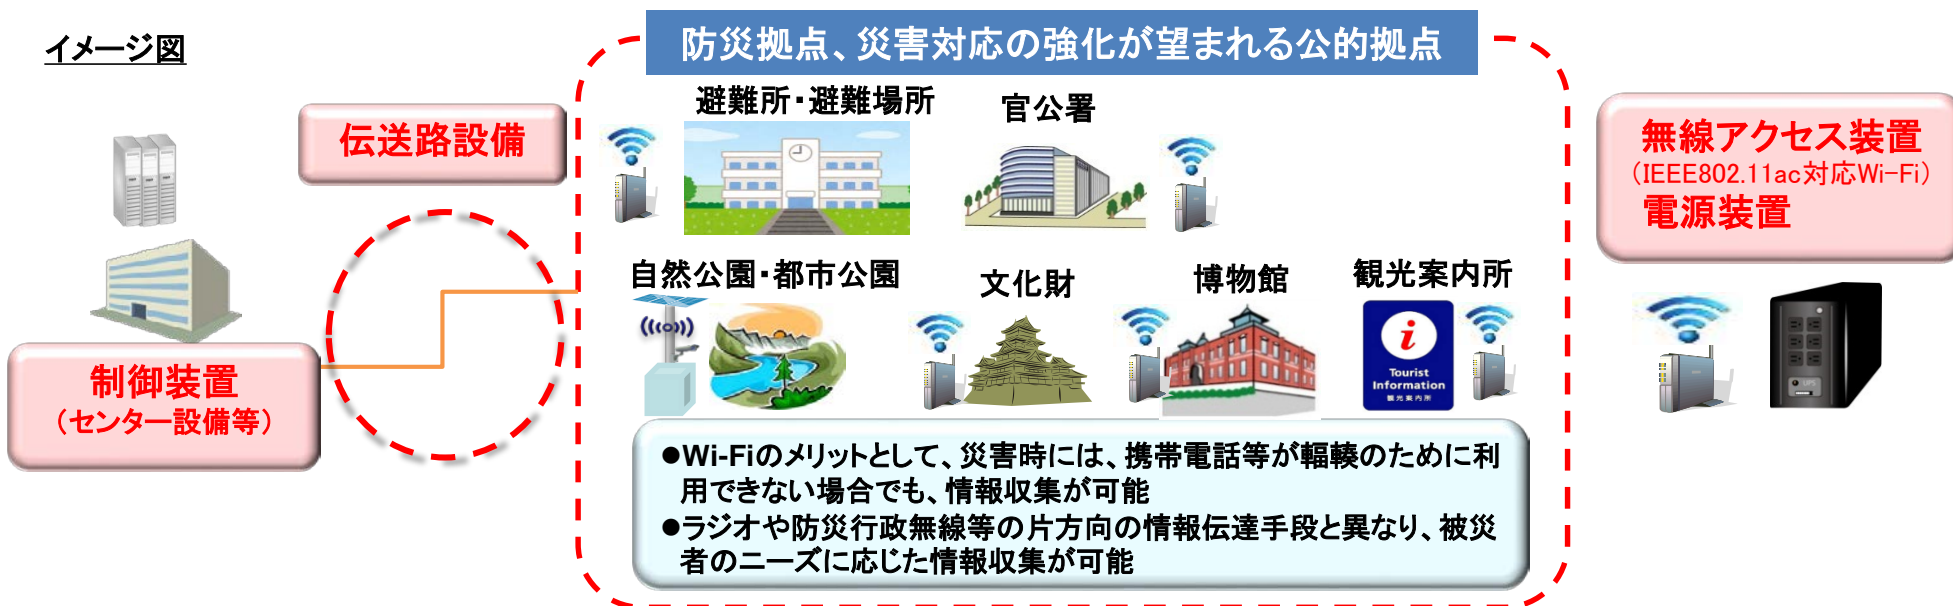 イメージ図
防災拠点、災害対応の強化が望まれる公的拠点
伝送路設備
避難所・避難場所
官公署
無線アクセス装置
（IEEE802.11ac対応Wi-Fi）
電源装置
自然公園・都市公園
文化財
博物館
観光案内所
制御装置
（センター設備等）
i
Tourist
Information
観光案内所
UPS
●Wi-Fiのメリットとして、災害時には、携帯電話等が輻輳のために利
用できない場合でも、情報収集が可能
●ラジオや防災行政無線等の片方向の情報伝達手段と異なり、被災
者のニーズに応じた情報収集が可能